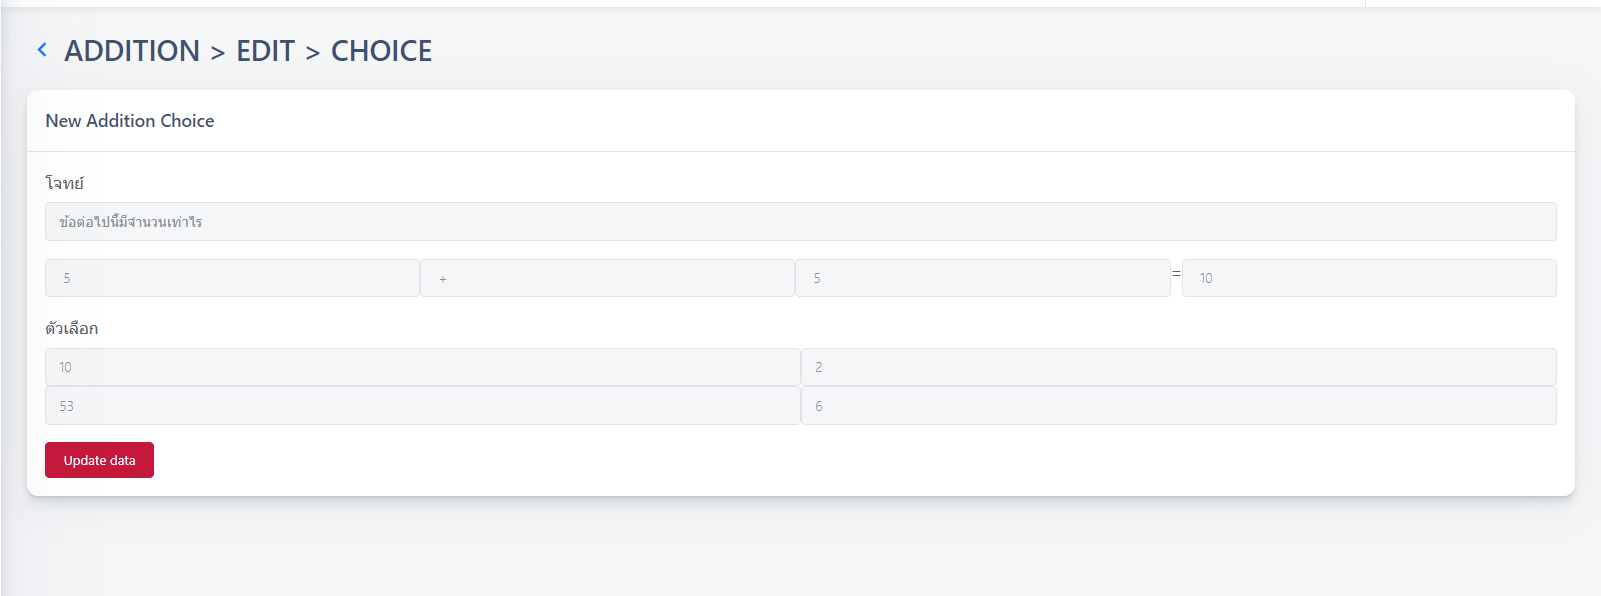 ADDITION > EDIT > CHOICE
New Addition Choice
โจทย์
ข้อต่อไปนี้มีจำนวนเท่าไร
5 + 5 = 10
ตัวเลือก
10 2
53 6
Update data